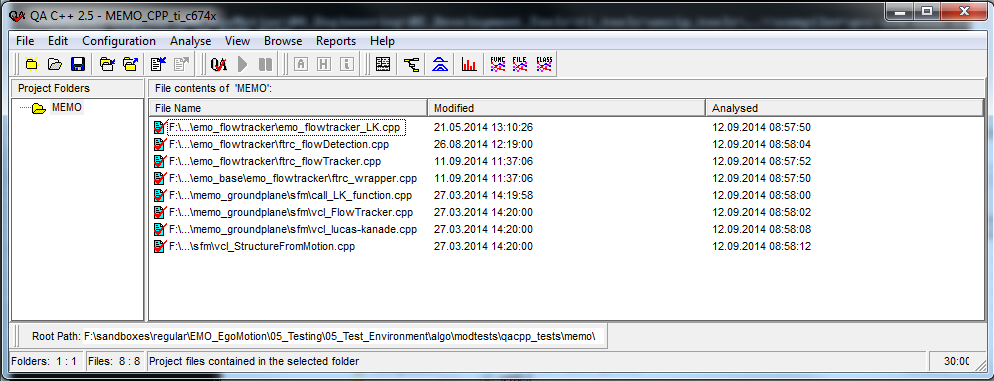 QA C++ 2.5 - MEMO_CPP_ti_c674x
File Edit Configuration Analyse View Browse Reports Help
QA A H i FUNC FILE CLASS
Project Folders
MEMO
File contents of 'MEMO':
File Name Modified Analysed
F:\...\emo_flowtracker\emo_flowtracker_LK.cpp 21.05.2014 13:10:26 12.09.2014 08:57:50
F:\...\emo_flowtracker\ftrc_flowDetection.cpp 26.08.2014 12:19:00 12.09.2014 08:58:04
F:\...\emo_flowtracker\ftrc_flowTracker.cpp 11.09.2014 11:37:06 12.09.2014 08:57:52
F:\...\emo_base\emo_flowtracker\ftrc_wrapper.cpp 11.09.2014 11:37:06 12.09.2014 08:57:50
F:\...\memo_groundplane\sfm\call_LK_function.cpp 27.03.2014 14:19:58 12.09.2014 08:58:00
F:\...\memo_groundplane\sfm\vcl_FlowTracker.cpp 27.03.2014 14:20:00 12.09.2014 08:58:02
F:\...\memo_groundplane\sfm\vcl_lucas-kanade.cpp 27.03.2014 14:20:00 12.09.2014 08:58:08
F:\...\sfm\vcl_StructureFromMotion.cpp 27.03.2014 14:20:00 12.09.2014 08:58:12
Root Path: F:\sandboxes\regular\EMO_EgoMotion\05_Testing\05_Test_Environment\algo\modtests\qacpp_tests\memo\
Folders: 1 : 1 Files: 8 : 8 Project files contained in the selected folder 30:00